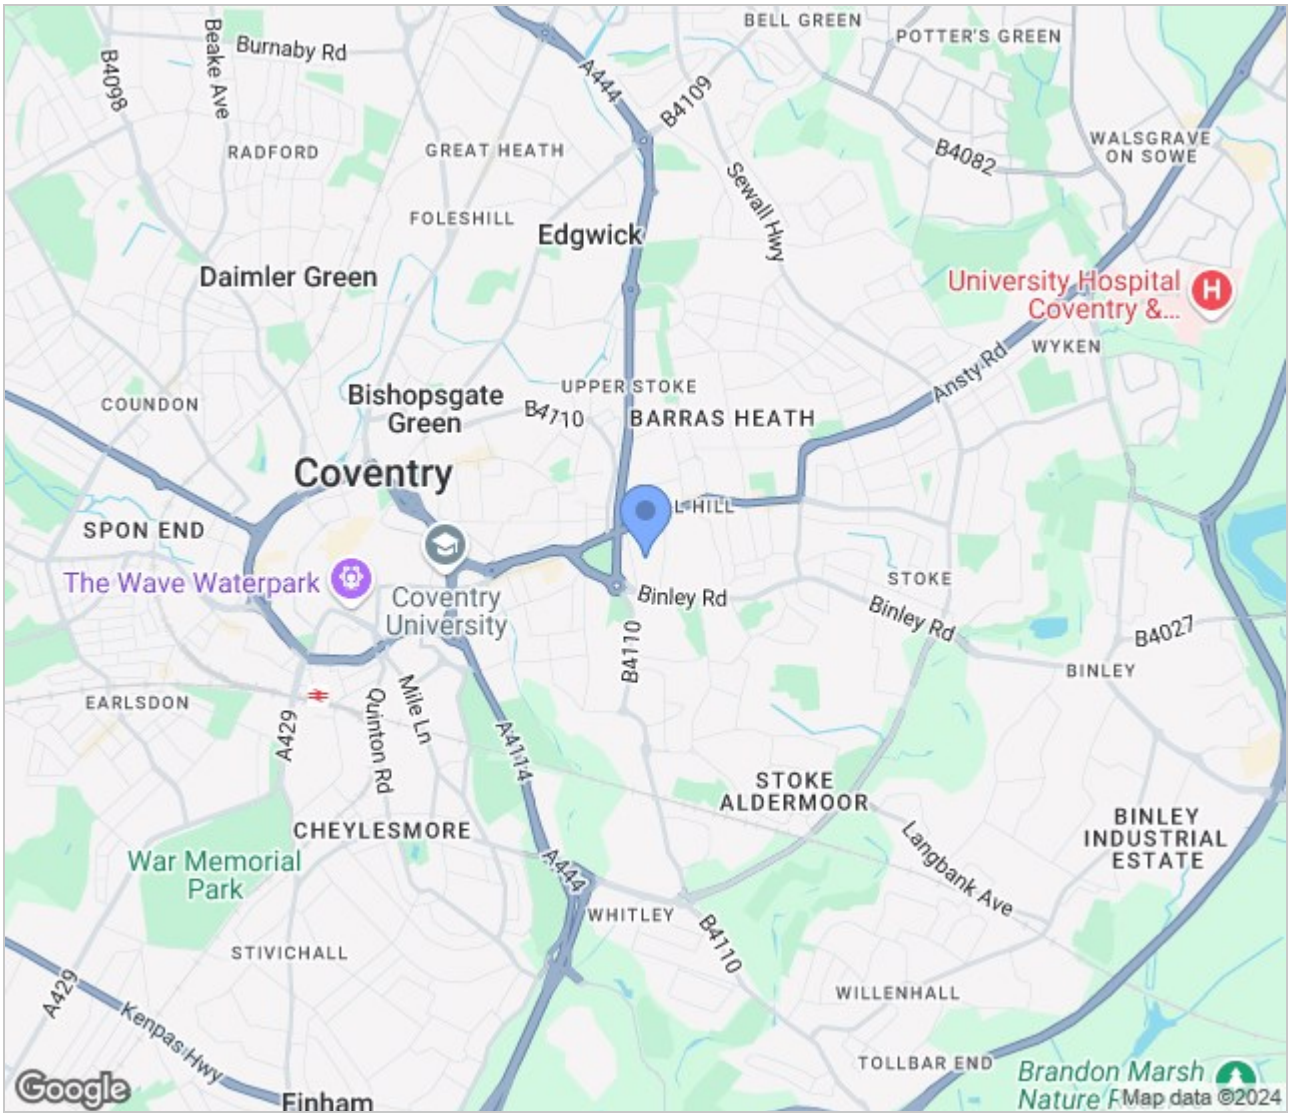 BELL GREEN
POTTER'S GREEN
Burnaby Rd
Beake Ave
B4098
A444
B4109
WALSGRAVE
ON SOWE
RADFORD
GREAT HEATH
B4082
Sewall Hwy
FOLESHILL
Edgwick
Daimler Green
University Hospital
Coventry &...
H
WYKEN
Ansty Rd
UPPER STOKE
COUNDON
Bishopsgate
Green
B4710
BARRAS HEATH
Coventry
L HILL
SPON END
The Wave Waterpark
Coventry
University
Binley Rd
STOKE
Binley Rd
B4027
B4110
BINLEY
EARLSDON
A429
Quinton Rd
Mile Ln
A4114
STOKE
ALDERMOOR
CHEYLESMORE
BINLEY
INDUSTRIAL
ESTATE
Langbank Ave
War Memorial
Park
A444
WHITLEY
B4110
STIVICHALL
A429
WILLENHALL
Kenpas Hwy
TOLLBAR END
Brandon Marsh
Nature
Google
Finham
Map data ©2024